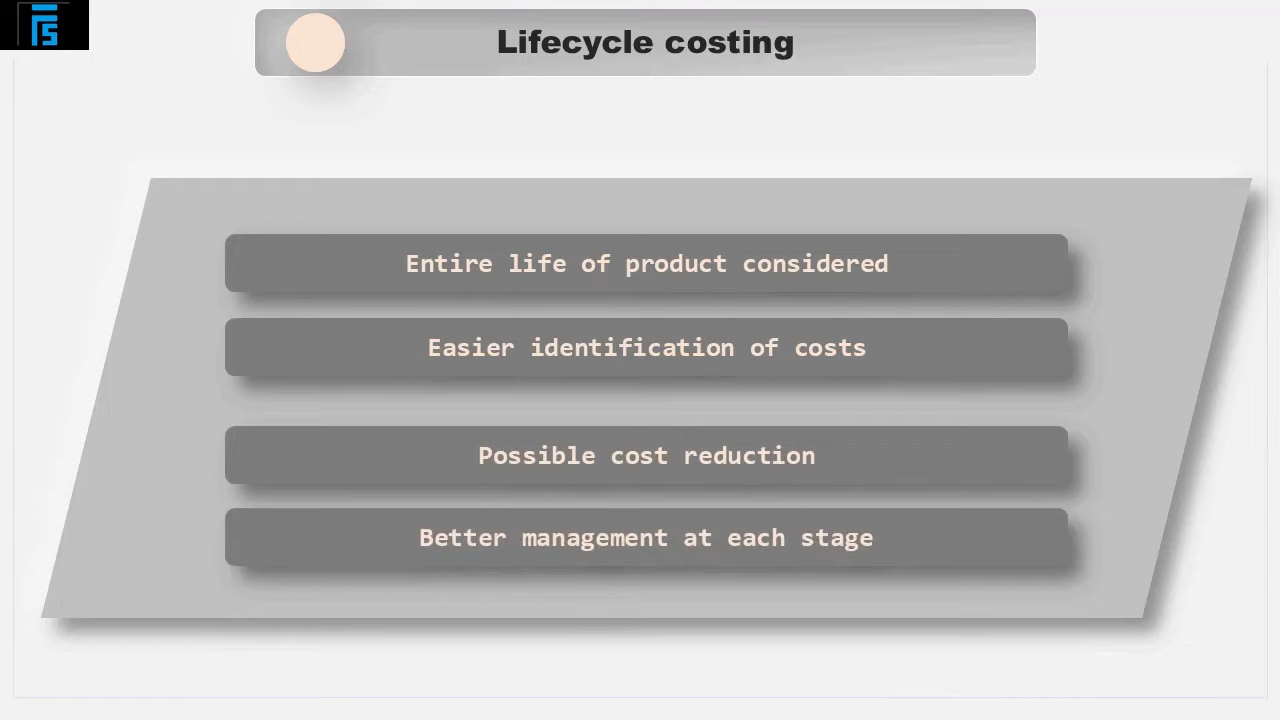 Lifecycle costing
Entire life of product considered
Easier identification of costs
Possible cost reduction
Better management at each stage